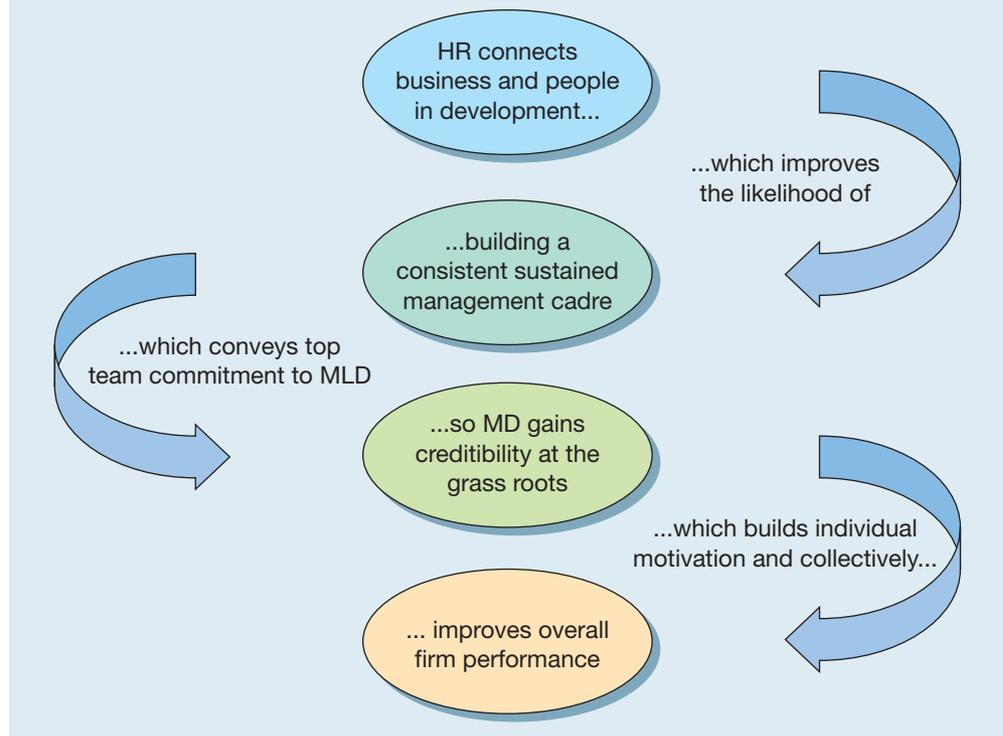 HR connects
business and people
in development...
...which improves
the likelihood of
...building a
consistent sustained
management cadre
...which conveys top
team commitment to MLD
...so MD gains
creditibility at the
grass roots
...which builds individual
motivation and collectively...
... improves overall
firm performance